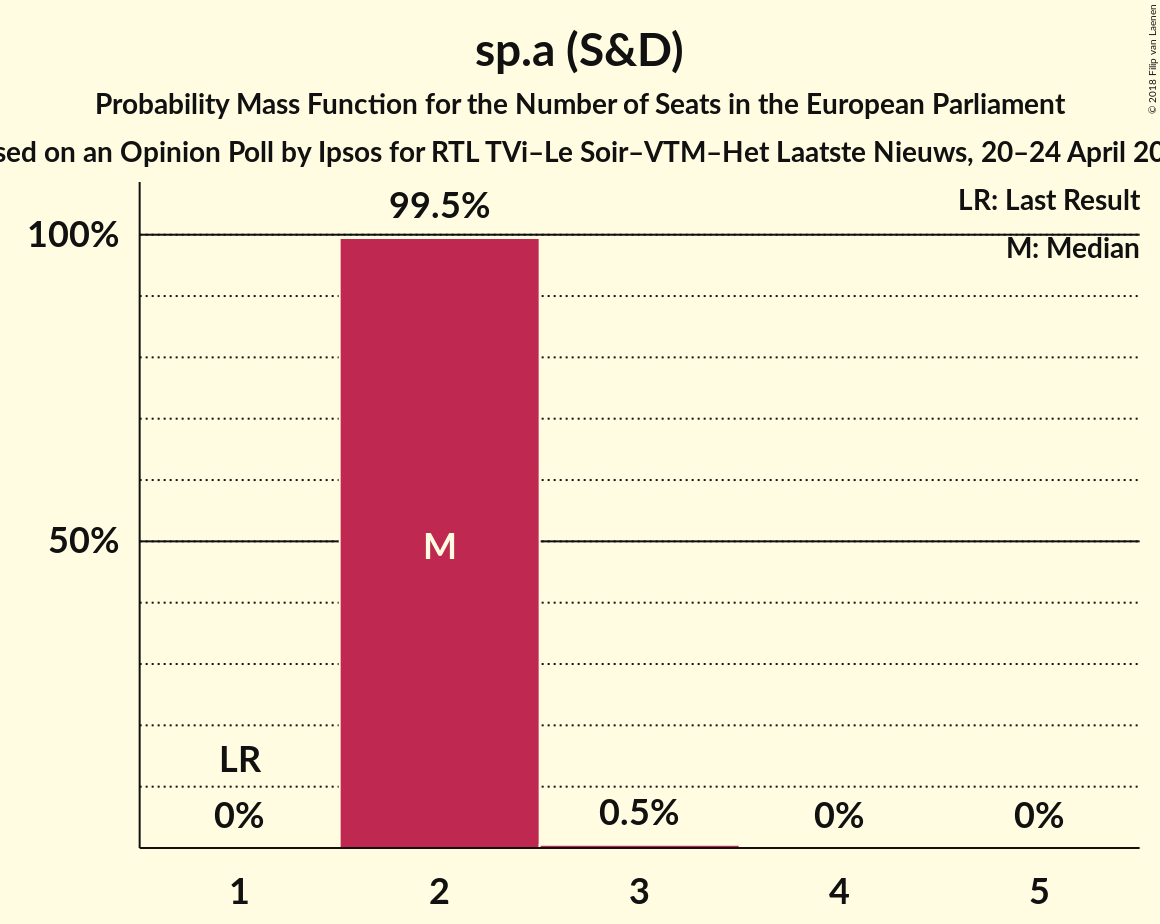 sp.a (S&D)
Probability Mass Function for the Number of Seats in the European Parliament
sed on an Opinion Poll by Ipsos for RTL TVi–Le Soir–VTM–Het Laatste Nieuws, 20–24 April 20
© 2018 Filip van Laenen
LR: Last Result
M: Median
99.5%
100%
50%
M
LR
0%
0.5%
0%
0%
1 2 3 4 5